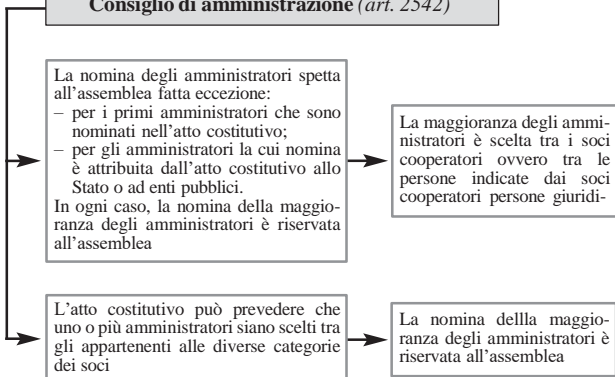 Consiglio di amministrazione (art. 2542)
La nomina degli amministratori spetta
all'assemblea fatta eccezione:
– per i primi amministratori che sono
nominati nell'atto costitutivo;
– per gli amministratori la cui nomina
è attribuita dall'atto costitutivo allo
Stato o ad enti pubblici.
In ogni caso, la nomina della maggio-
ranza degli amministratori è riservata
all'assemblea
La maggioranza degli ammi-
nistratori è scelta tra i soci
cooperatori ovvero tra le
persone indicate dai soci
cooperatori persone giuridi-
L'atto costitutivo può prevedere che
uno o più amministratori siano scelti tra
gli appartenenti alle diverse categorie
dei soci
La nomina dellla maggio-
ranza degli amministratori è
riservata all'assemblea